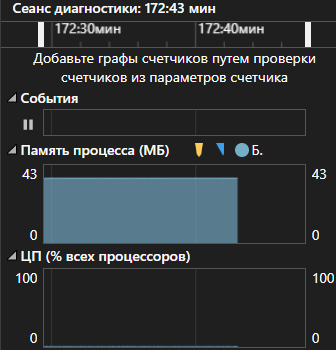 Сеанс диагностики: 172:43 мин
172:30мин 172:40мин
Добавьте графы счетчиков путем проверки
счетчиков из параметров счетчика
События
Память процесса (МБ) Б.
43 43
0 0
ЦП (% всех процессоров)
100 100
0 0